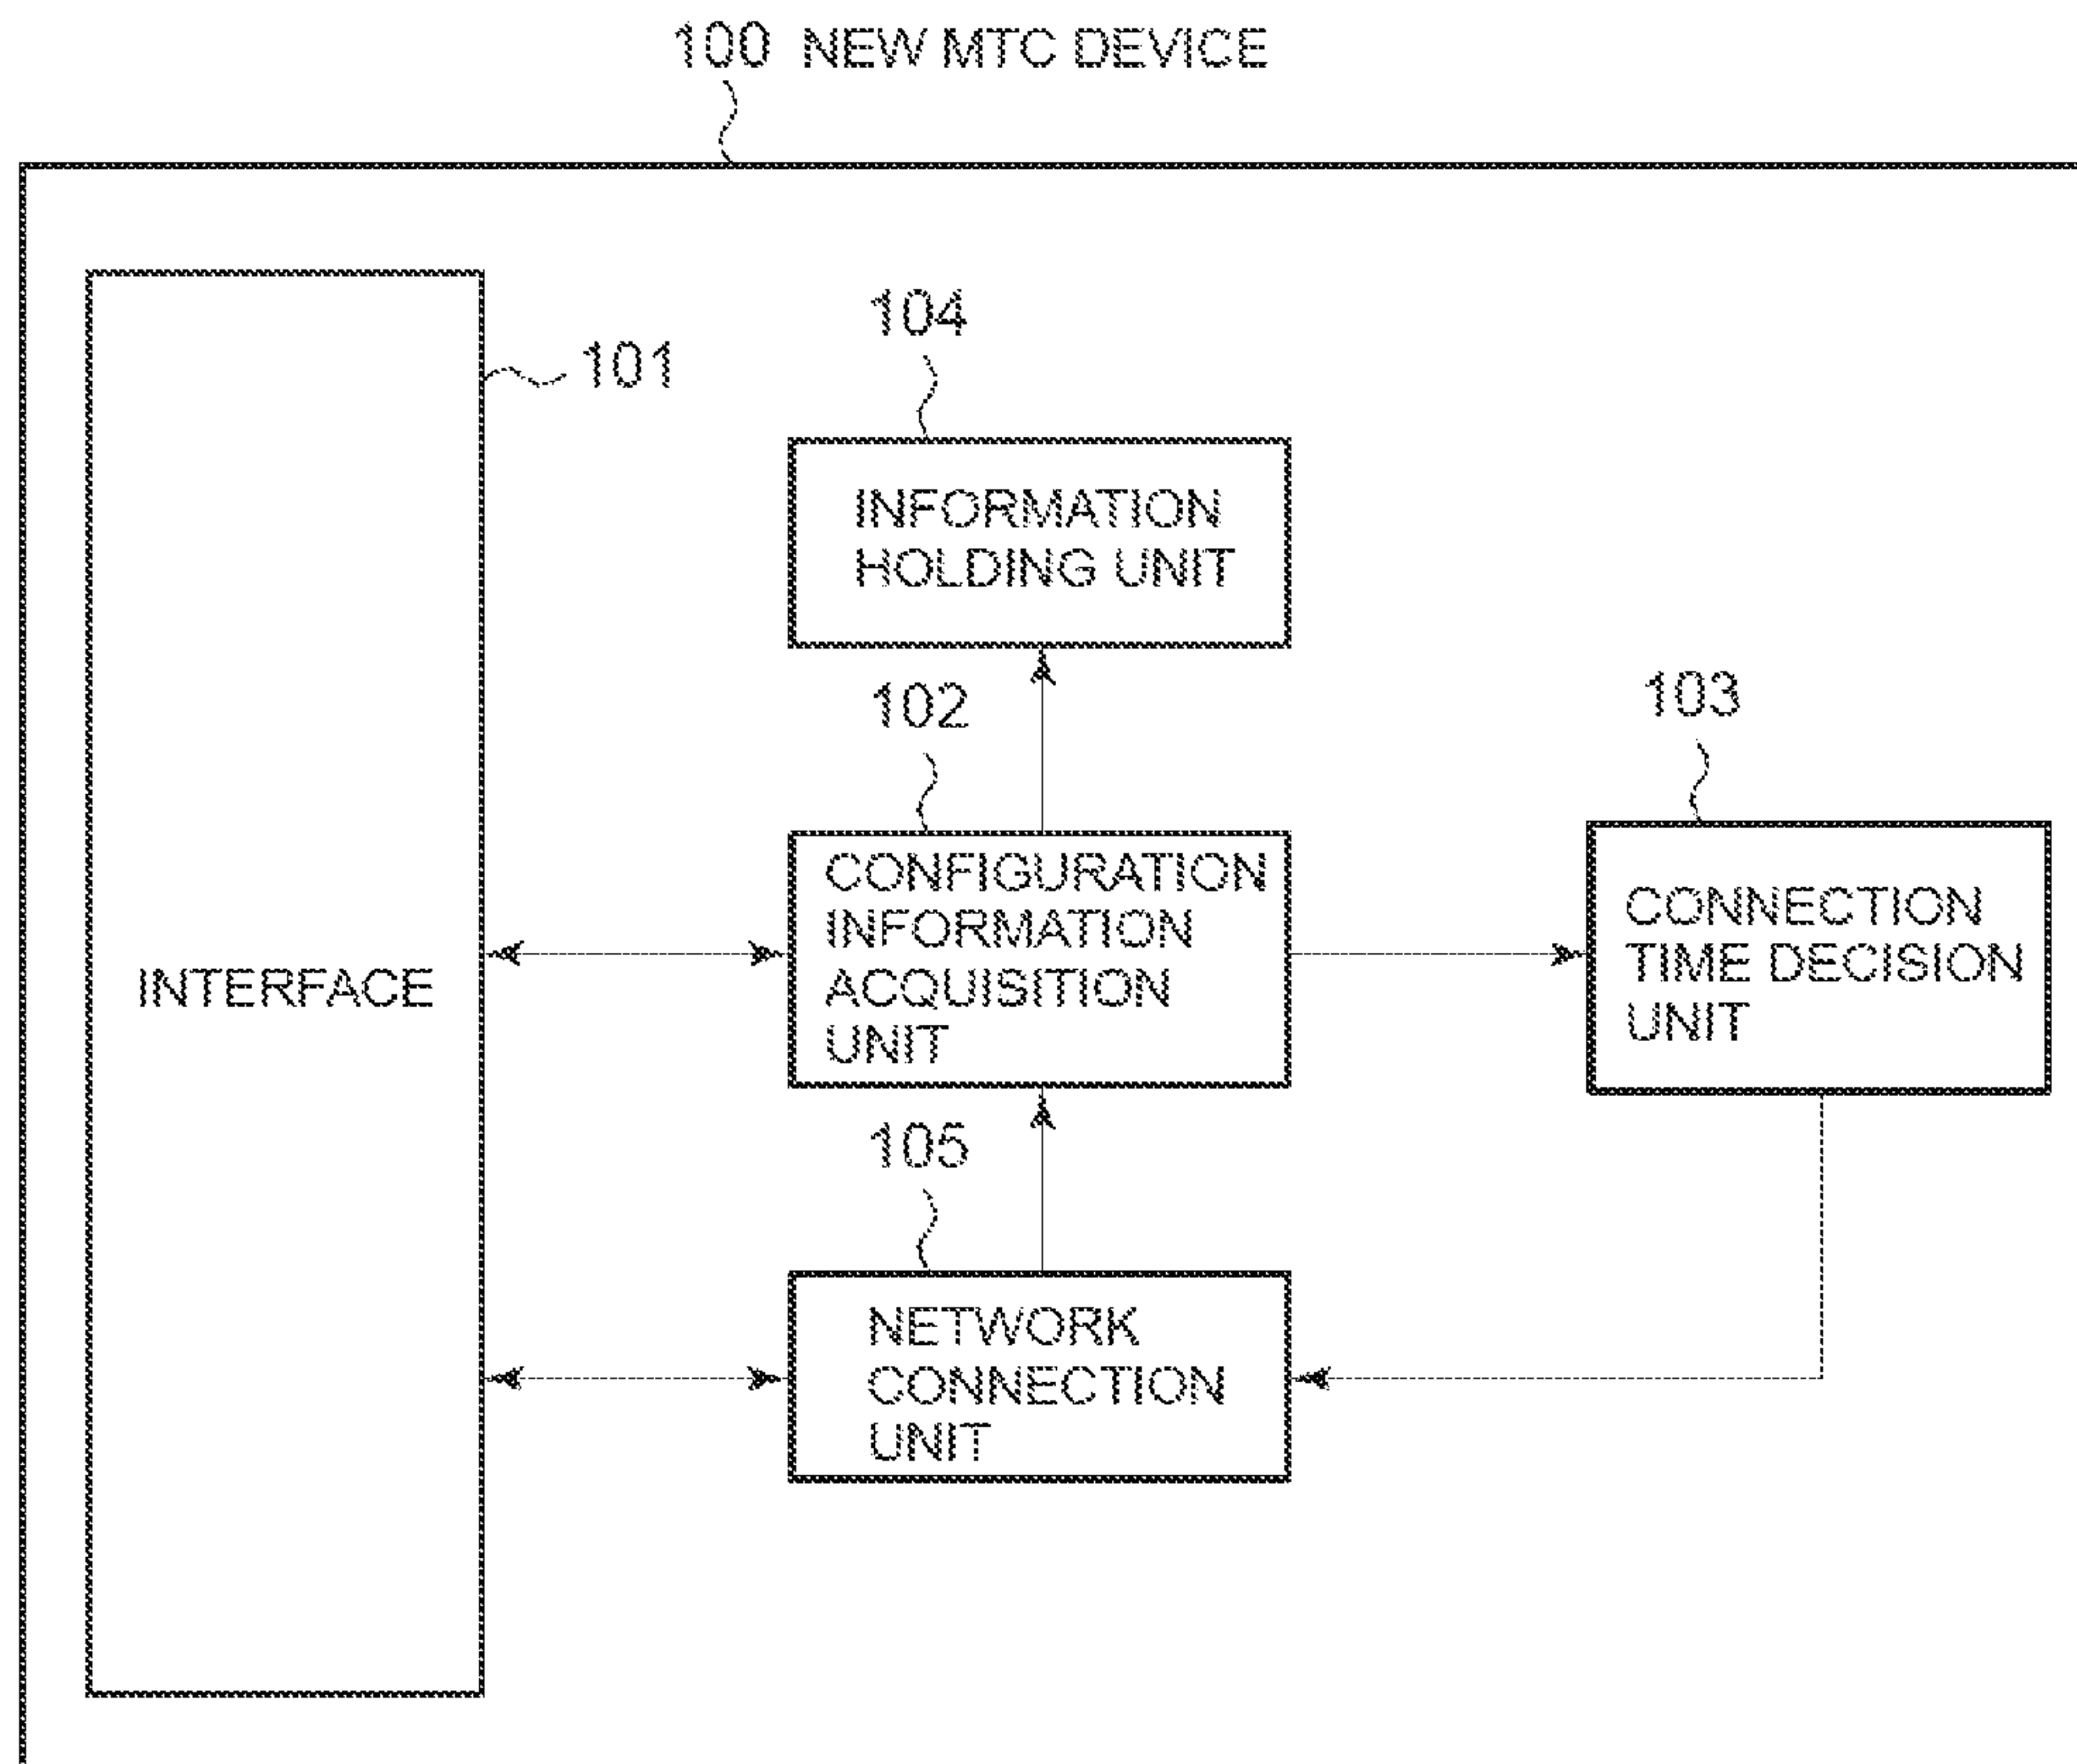 100 NEW MTC DEVICE
101
104
INFORMATION
HOLDING UNIT
102
103
CONFIGURATION
INFORMATION
ACQUISITION
UNIT
CONNECTION
TIME DECISION
UNIT
INTERFACE
105
NETWORK
CONNECTION
UNIT